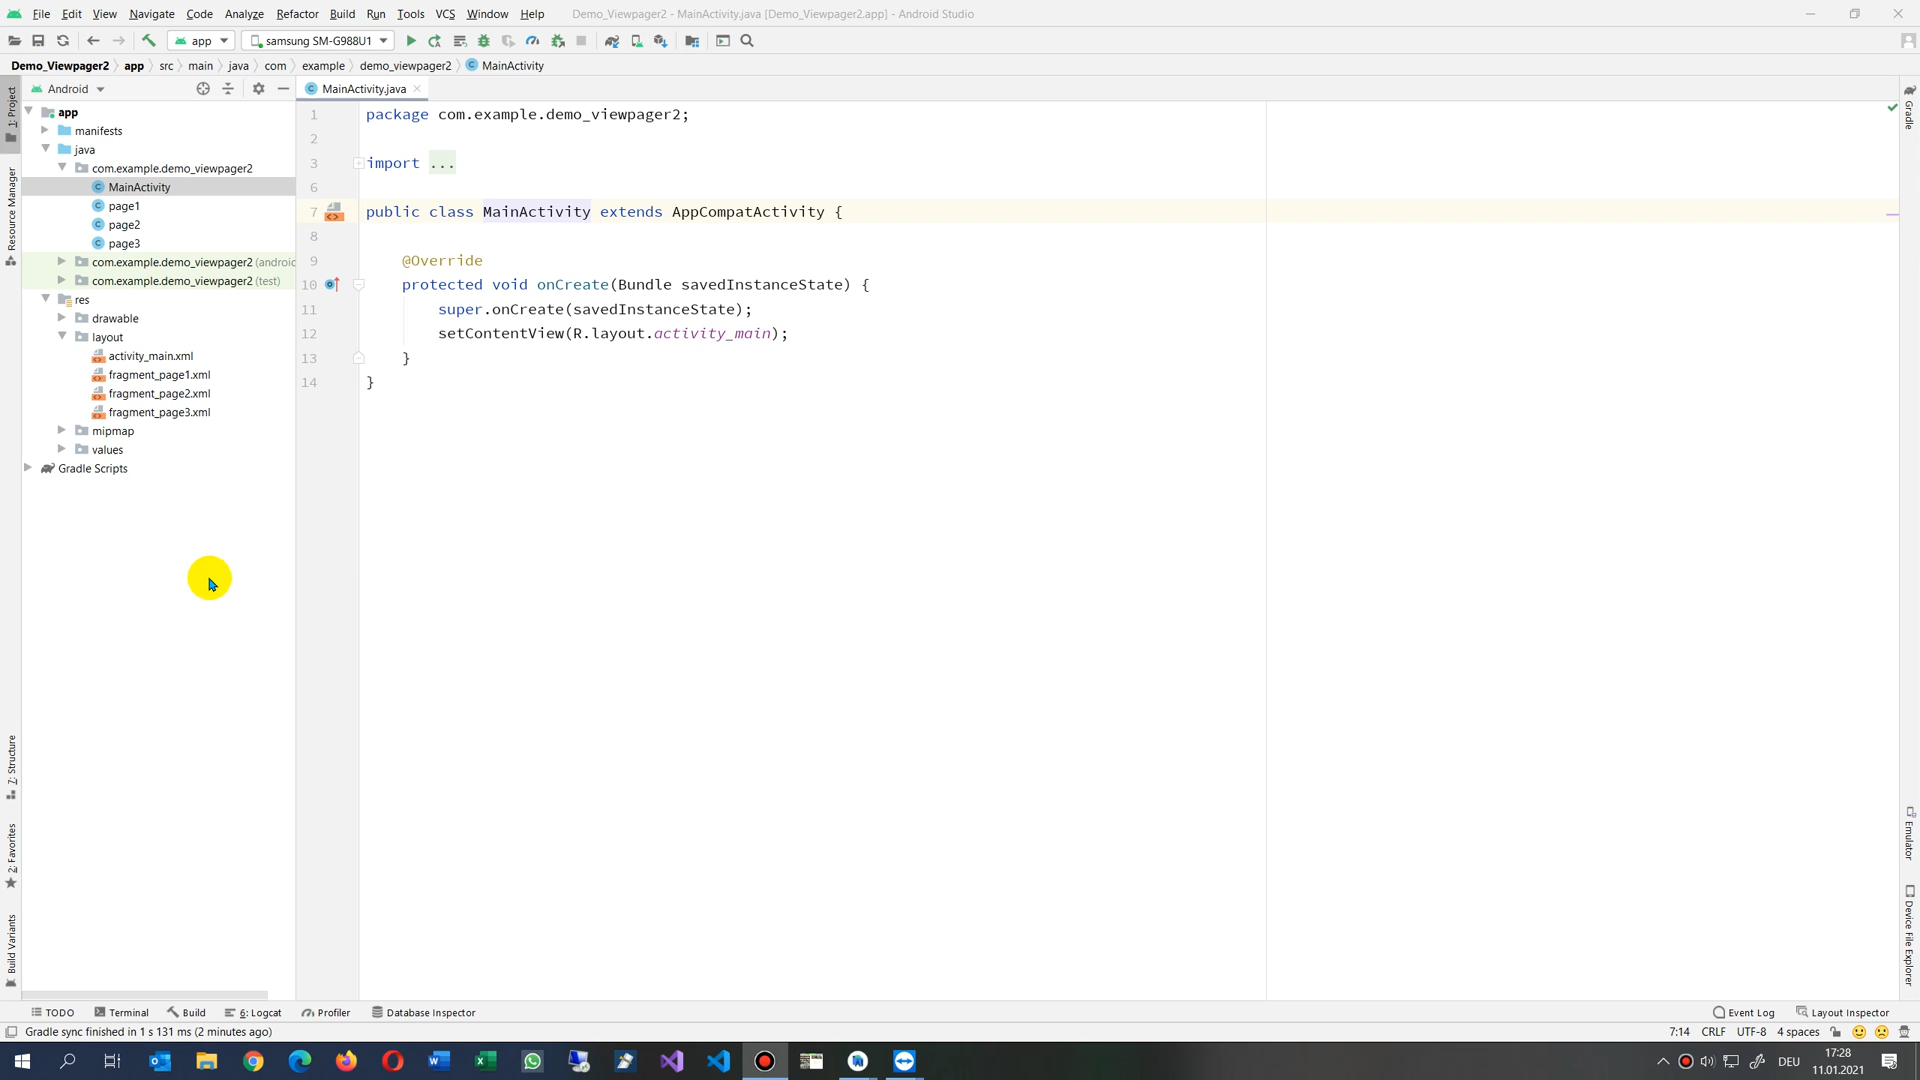 File Edit View Navigate Code Analyze Refactor Build Run Tools VCS Window Help Demo_Viewpager2 - MainActivity.java [Demo_Viewpager2.app] - Android Studio
app samsung SM-G988U1
Demo_Viewpager2 app src main java com example demo_viewpager2 MainActivity
Android
MainActivity.java
1: Project
Resource Manager
7: Structure
2: Favorites
Build Variants
app
manifests
java
com.example.demo_viewpager2
MainActivity
page1
page2
page3
com.example.demo_viewpager2 (androic
com.example.demo_viewpager2 (test)
res
drawable
layout
activity_main.xml
fragment_page1.xml
fragment_page2.xml
fragment_page3.xml
mipmap
values
Gradle Scripts
1 package com.example.demo_viewpager2;
2
3 import ...
6
7 public class MainActivity extends AppCompatActivity {
8
9 @Override
10 protected void onCreate(Bundle savedInstanceState) {
11 super.onCreate(savedInstanceState);
12 setContentView(R.layout.activity_main);
13 }
14 }
Gradle
Emulator
Device File Explorer
TODO Terminal Build 6: Logcat Profiler Database Inspector Event Log Layout Inspector
Gradle sync finished in 1 s 131 ms (2 minutes ago) 7:14 CRLF UTF-8 4 spaces
DEU 17:28
11.01.2021